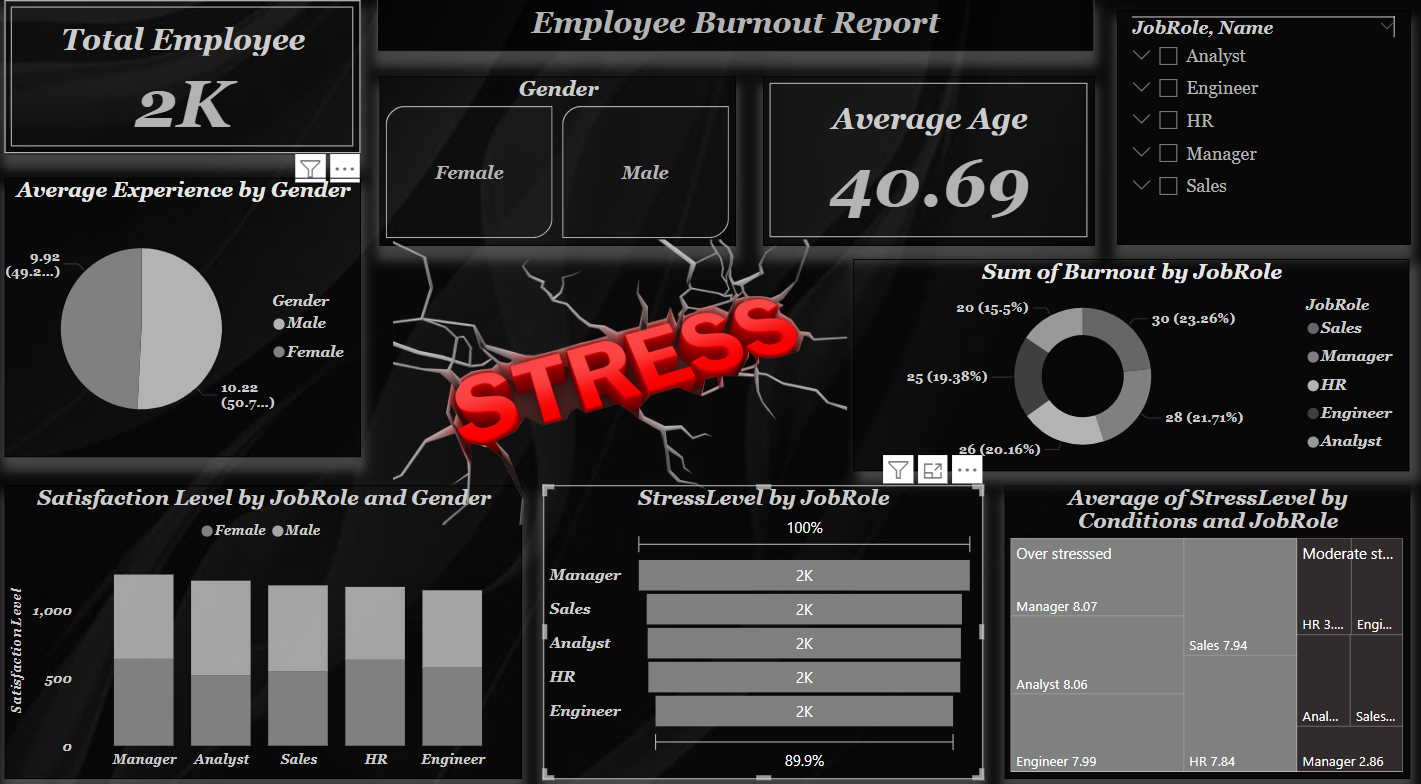 Total Employee
2K
Employee Burnout Report
Gender
Female
Male
Average Age
40.69
JobRole, Name
Analyst
Engineer
HR
Manager
Sales
Average Experience by Gender
9.92
(49.2...)
10.22
(50.7...)
Gender
Male
Female
STRESS
Sum of Burnout by JobRole
20 (15.5%)
30 (23.26%)
25 (19.38%)
28 (21.71%)
26 (20.16%)
JobRole
Sales
Manager
HR
Engineer
Analyst
Satisfaction Level by JobRole and Gender
Female Male
SatisfactionLevel
1,000
500
0
Manager Analyst Sales HR Engineer
StressLevel by JobRole
100%
Manager 2K
Sales 2K
Analyst 2K
HR 2K
Engineer 2K
89.9%
Average of StressLevel by
Conditions and JobRole
Over stresssed
Manager 8.07
Analyst 8.06
Engineer 7.99
Sales 7.94
HR 7.84
Moderate st...
HR 3....
Engi...
Anal...
Sales...
Manager 2.86